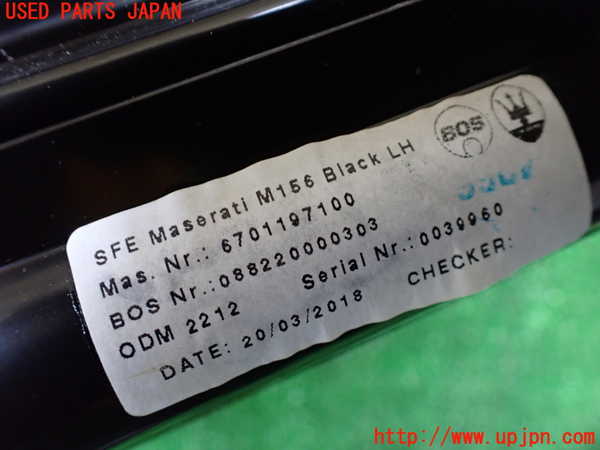 USED PARTS JAPAN
SFE Maserati M156 Black LH
BOS
Mas. Nr.: 6701197100
BOS Nr.:088220000303
Serial Nr.:0039960
ODM 2212
CHECKER:
DATE: 20/03/2018
http://www.upjpn.com/